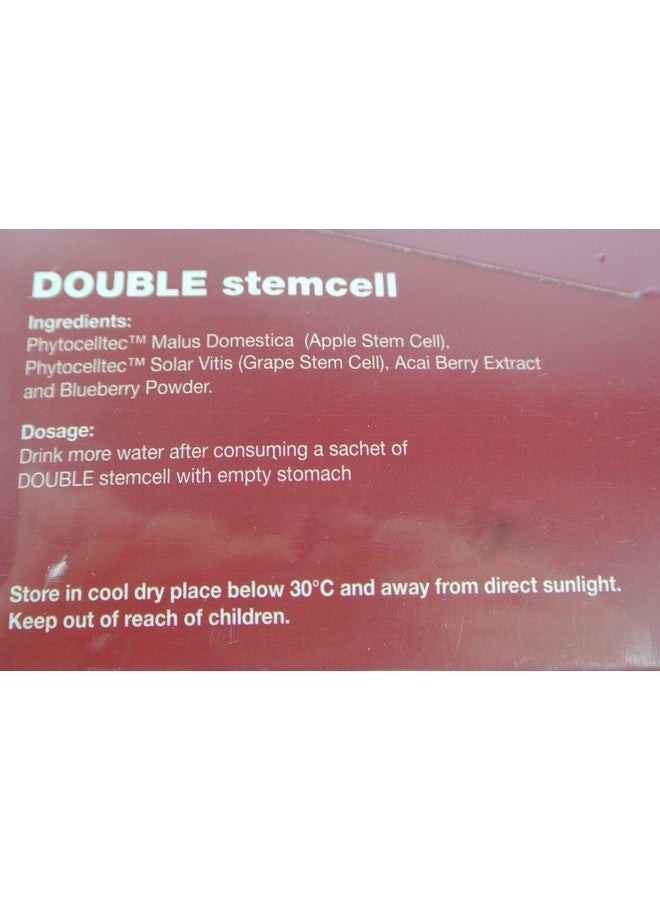 DOUBLE stemcell
Ingredients:
Phytocelltec™ Malus Domestica (Apple Stem Cell),
Phytocelltec™ Solar Vitis (Grape Stem Cell), Acai Berry Extract
and Blueberry Powder.
Dosage:
Drink more water after consuming a sachet of
DOUBLE stemcell with empty stomach
Store in cool dry place below 30°C and away from direct sunlight.
Keep out of reach of children.